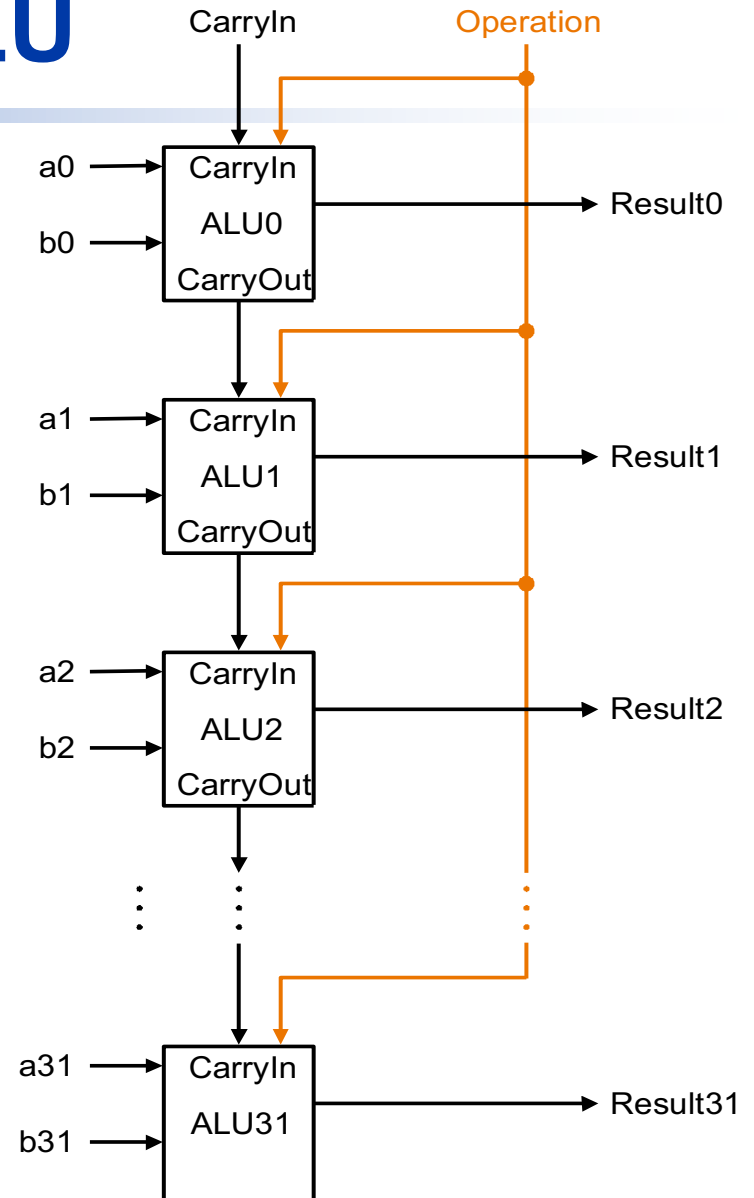 LU
CarryIn Operation
a0 CarryIn
ALU0 Result0
b0
CarryOut
a1 CarryIn
ALU1 Result1
b1
CarryOut
a2 CarryIn
ALU2 Result2
b2
CarryOut
a31 CarryIn
ALU31 Result31
b31